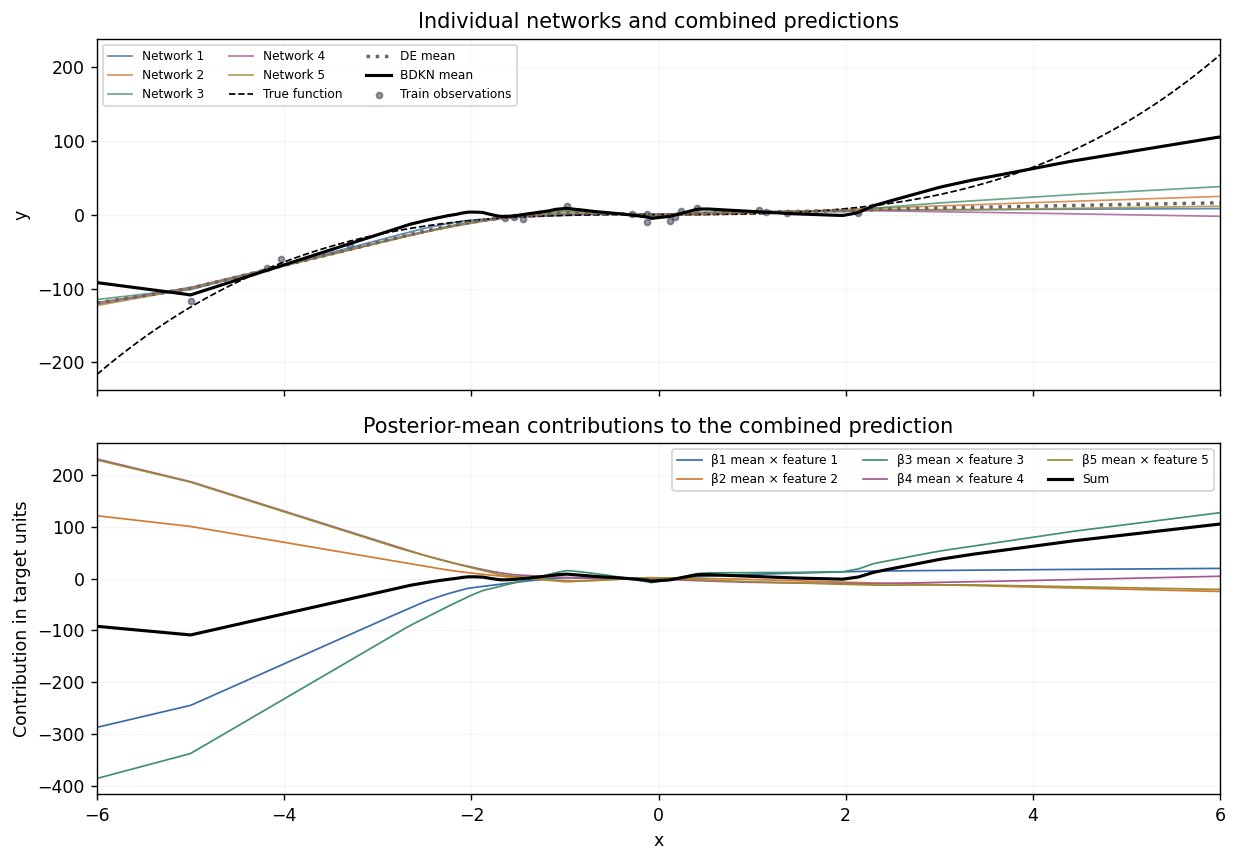 Individual networks and combined predictions
Network 1
Network 2
Network 3
Network 4
Network 5
True function
DE mean
BDKN mean
Train observations
200
100
0
−100
−200
y
Posterior-mean contributions to the combined prediction
β1 mean × feature 1
β2 mean × feature 2
β3 mean × feature 3
β4 mean × feature 4
β5 mean × feature 5
Sum
200
100
0
−100
−200
−300
−400
Contribution in target units
−6
−4
−2
0
2
4
6
x